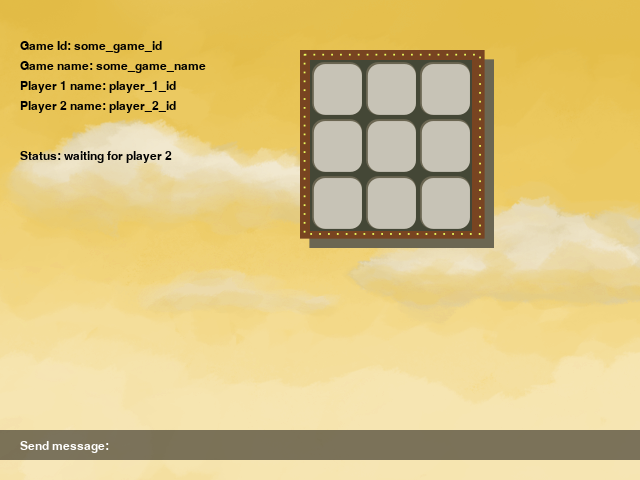 Game Id: some_game_id
Game name: some_game_name
Player 1 name: player_1_id
Player 2 name: player_2_id
Status: waiting for player 2
Send message: